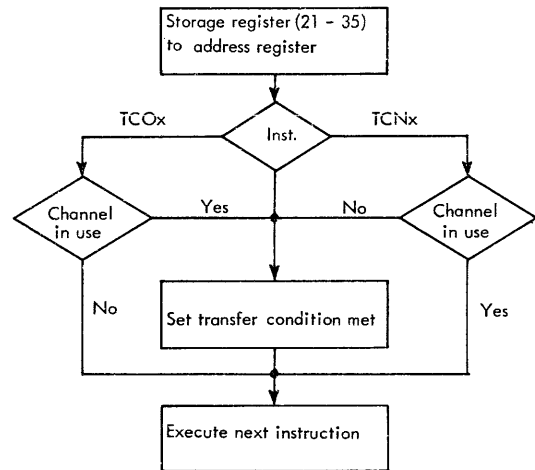 Storage register (21 - 35)
to address register
TCOx
Inst.
TCNx
Channel
in use
Yes
No
Channel
in use
No
Set transfer condition met
Yes
Execute next instruction